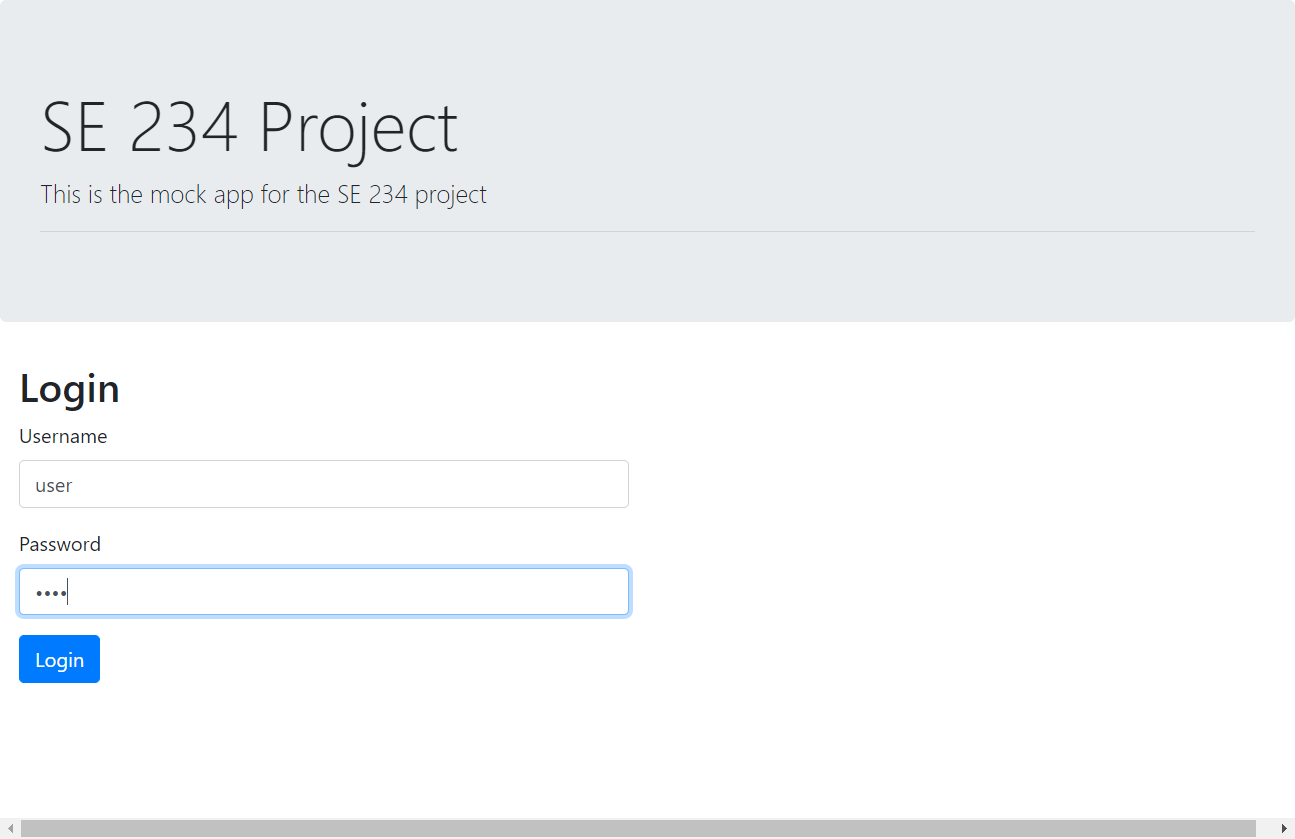 SE 234 Project
This is the mock app for the SE 234 project
Login
Username
user
Password
••••
Login